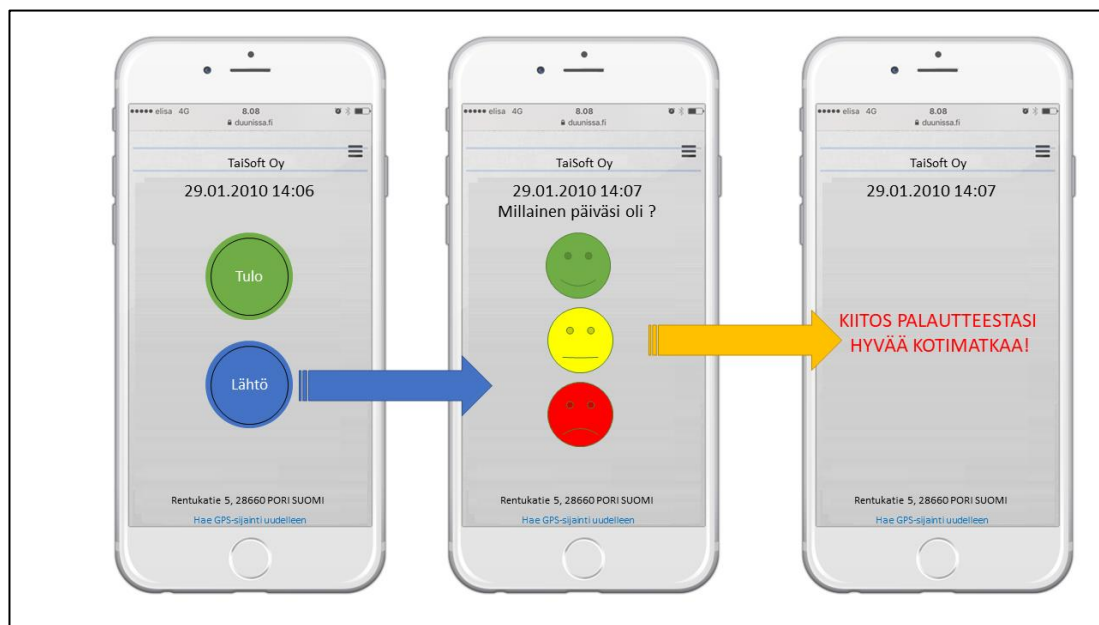 elisa 4G 8.08
duunissa.fi
TaiSoft Oy
29.01.2010 14:06
Tulo
Lähtö
Rentukatie 5, 28660 PORI SUOMI
Hae GPS-sijainti uudelleen
elisa 4G 8.08
duunissa.fi
TaiSoft Oy
29.01.2010 14:07
Millainen päiväsi oli ?
Rentukatie 5, 28660 PORI SUOMI
Hae GPS-sijainti uudelleen
elisa 4G 8.08
duunissa.fi
TaiSoft Oy
29.01.2010 14:07
KIITOS PALAUTTEESTASI
HYVÄÄ KOTIMATKAA!
Rentukatie 5, 28660 PORI SUOMI
Hae GPS-sijainti uudelleen